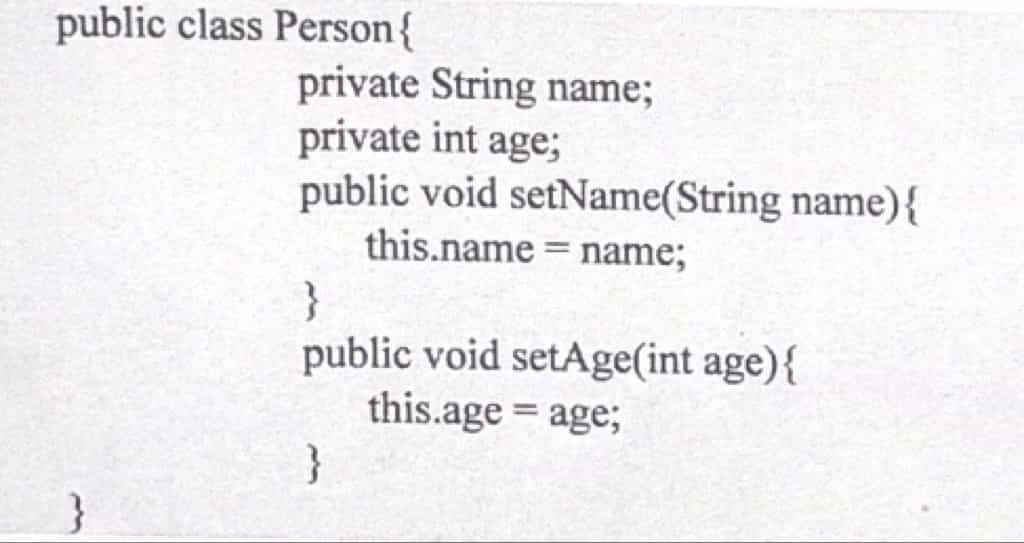 public class Person{
private String name;
private int age;
public void setName(String name){
this.name = name;
}
public void setAge(int age){
this.age = age;
}
}